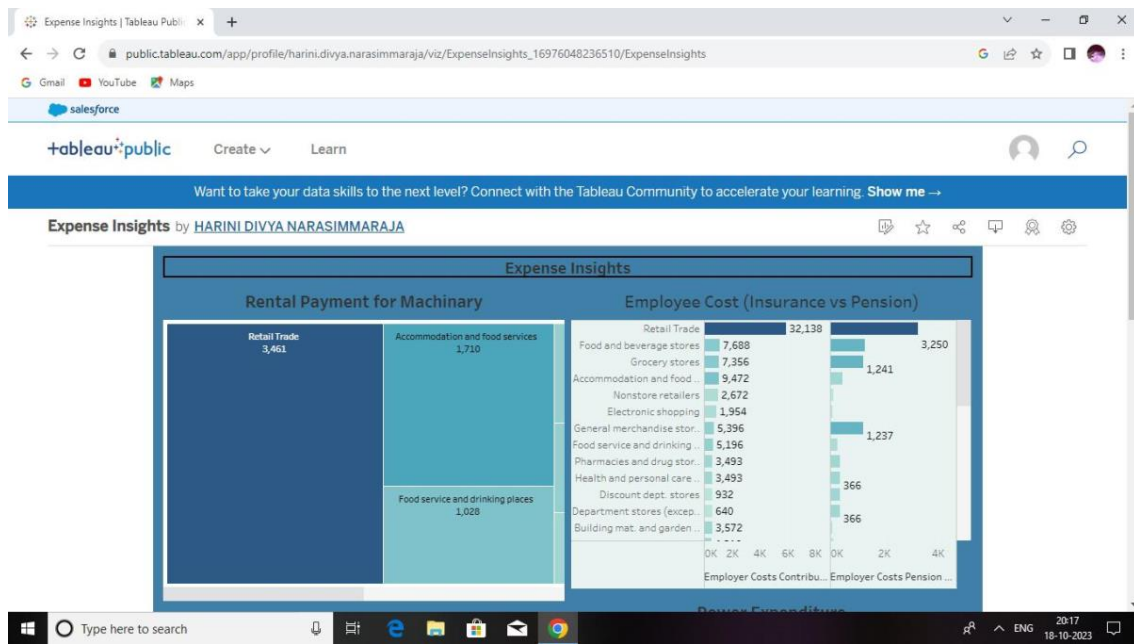 Expense Insights | Tableau Public
public.tableau.com/app/profile/harini.divya.narasimmaraja/viz/ExpenseInsights_16976048236510/ExpenseInsights
Gmail YouTube Maps
salesforce
+ableau public Create Learn
Want to take your data skills to the next level? Connect with the Tableau Community to accelerate your learning. Show me →
Expense Insights by HARINI DIVYA NARASIMMARAJA
Expense Insights
Rental Payment for Machinary
Retail Trade
3,461
Accommodation and food services
1,710
Food service and drinking places
1,028
Employee Cost (Insurance vs Pension)
Retail Trade 32,138
Food and beverage stores 7,688 3,250
Grocery stores 7,356 1,241
Accommodation and food .. 9,472
Nonstore retailers 2,672
Electronic shopping 1,954
General merchandise stor.. 5,396 1,237
Food service and drinking .. 5,196
Pharmacies and drug stor.. 3,493
Health and personal care .. 3,493 366
Discount dept. stores 932
Department stores (excep.. 640 366
Building mat. and garden .. 3,572
0K 2K 4K 6K 8K 0K 2K 4K
Employer Costs Contribu... Employer Costs Pension ...
Power Expenditure
Type here to search
ENG
20:17
18-10-2023